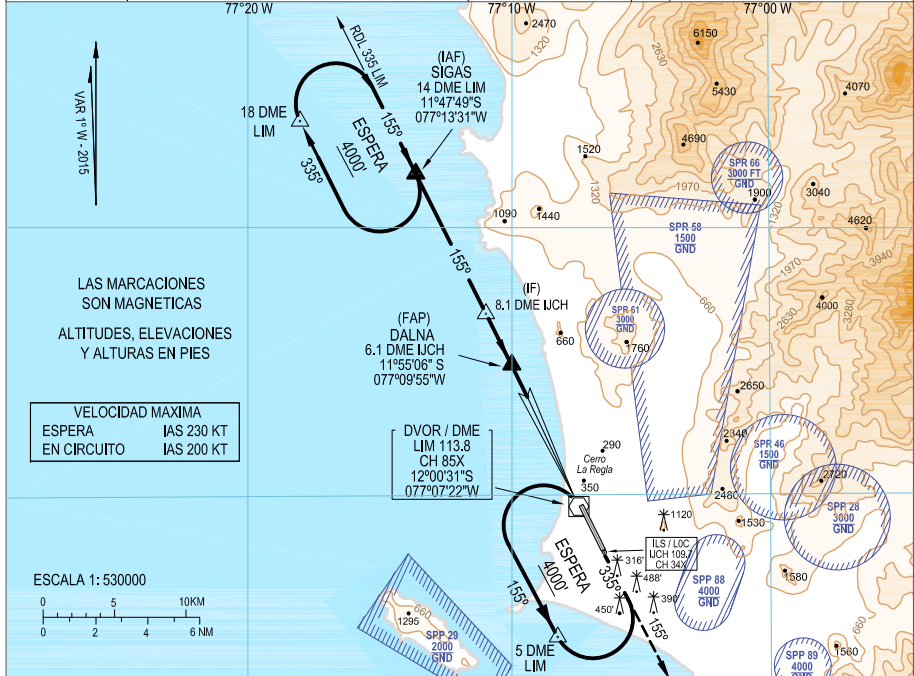 77°20'W
77°10'W
77°00'W
VAR 1° W - 2015
RDL 335 LIM
18 DME
LIM
155º
335º
ESPERA
4000'
(IAF)
SIGAS
14 DME LIM
11°47'49"S
077°13'31"W
2470
1320
2630
6150
5430
4070
4690
1520
1320
1970
SPR 66
3000 FT
GND
1900
1320
3040
4620
1090
1440
SPR 58
1500
GND
1970
3940
155º
LAS MARCACIONES
SON MAGNETICAS
ALTITUDES, ELEVACIONES
Y ALTURAS EN PIES
(IF)
8.1 DME IJCH
(FAP)
DALNA
6.1 DME IJCH
11°55'06" S
077°09'55"W
660
SPR 51
3000
GND
1760
660
2630
3280
4000
VELOCIDAD MAXIMA
ESPERA IAS 230 KT
EN CIRCUITO IAS 200 KT
2650
2340
DVOR / DME
LIM 113.8
CH 85X
12°00'31"S
077°07'22"W
290
Cerro
La Regla
350
SPR 46
1500
GND
2720
2480
SPR 28
3000
GND
1120
1530
ILS / LOC
IJCH 109.7
CH 34X
316'
488'
390'
450'
ESPERA
4000'
335º
155º
155º
5 DME
LIM
SPP 88
4000
GND
1580
ESCALA 1: 530000
0 5 10KM
0 2 4 6 NM
660
1295
SPP 29
2000
GND
660
1560
SPP 89
4000
GND